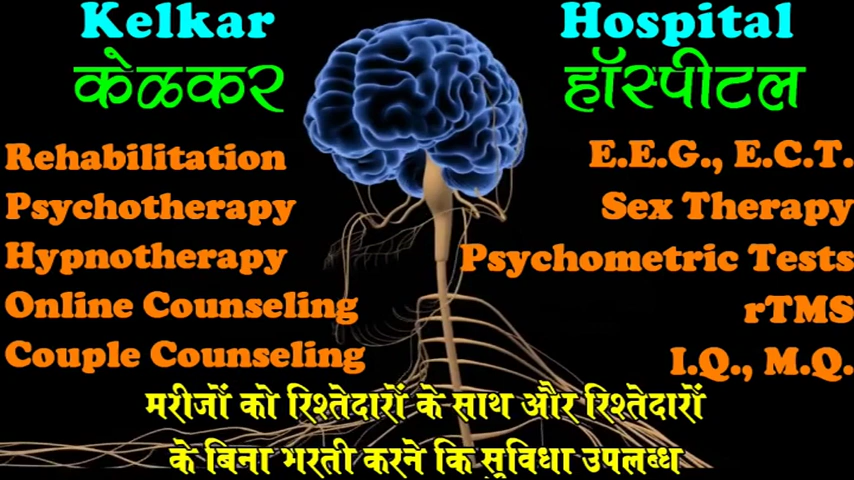 Kelkar Hospital
केळकर हॉस्पीटल
Rehabilitation
Psychotherapy
Hypnotherapy
Online Counseling
Couple Counseling
E.E.G., E.C.T.
Sex Therapy
Psychometric Tests
rTMS
I.Q., M.Q.
मरीजों को रिश्तेदारों के साथ और रिश्तेदारों
के बिना भरती करने कि सुविधा उपलब्ध